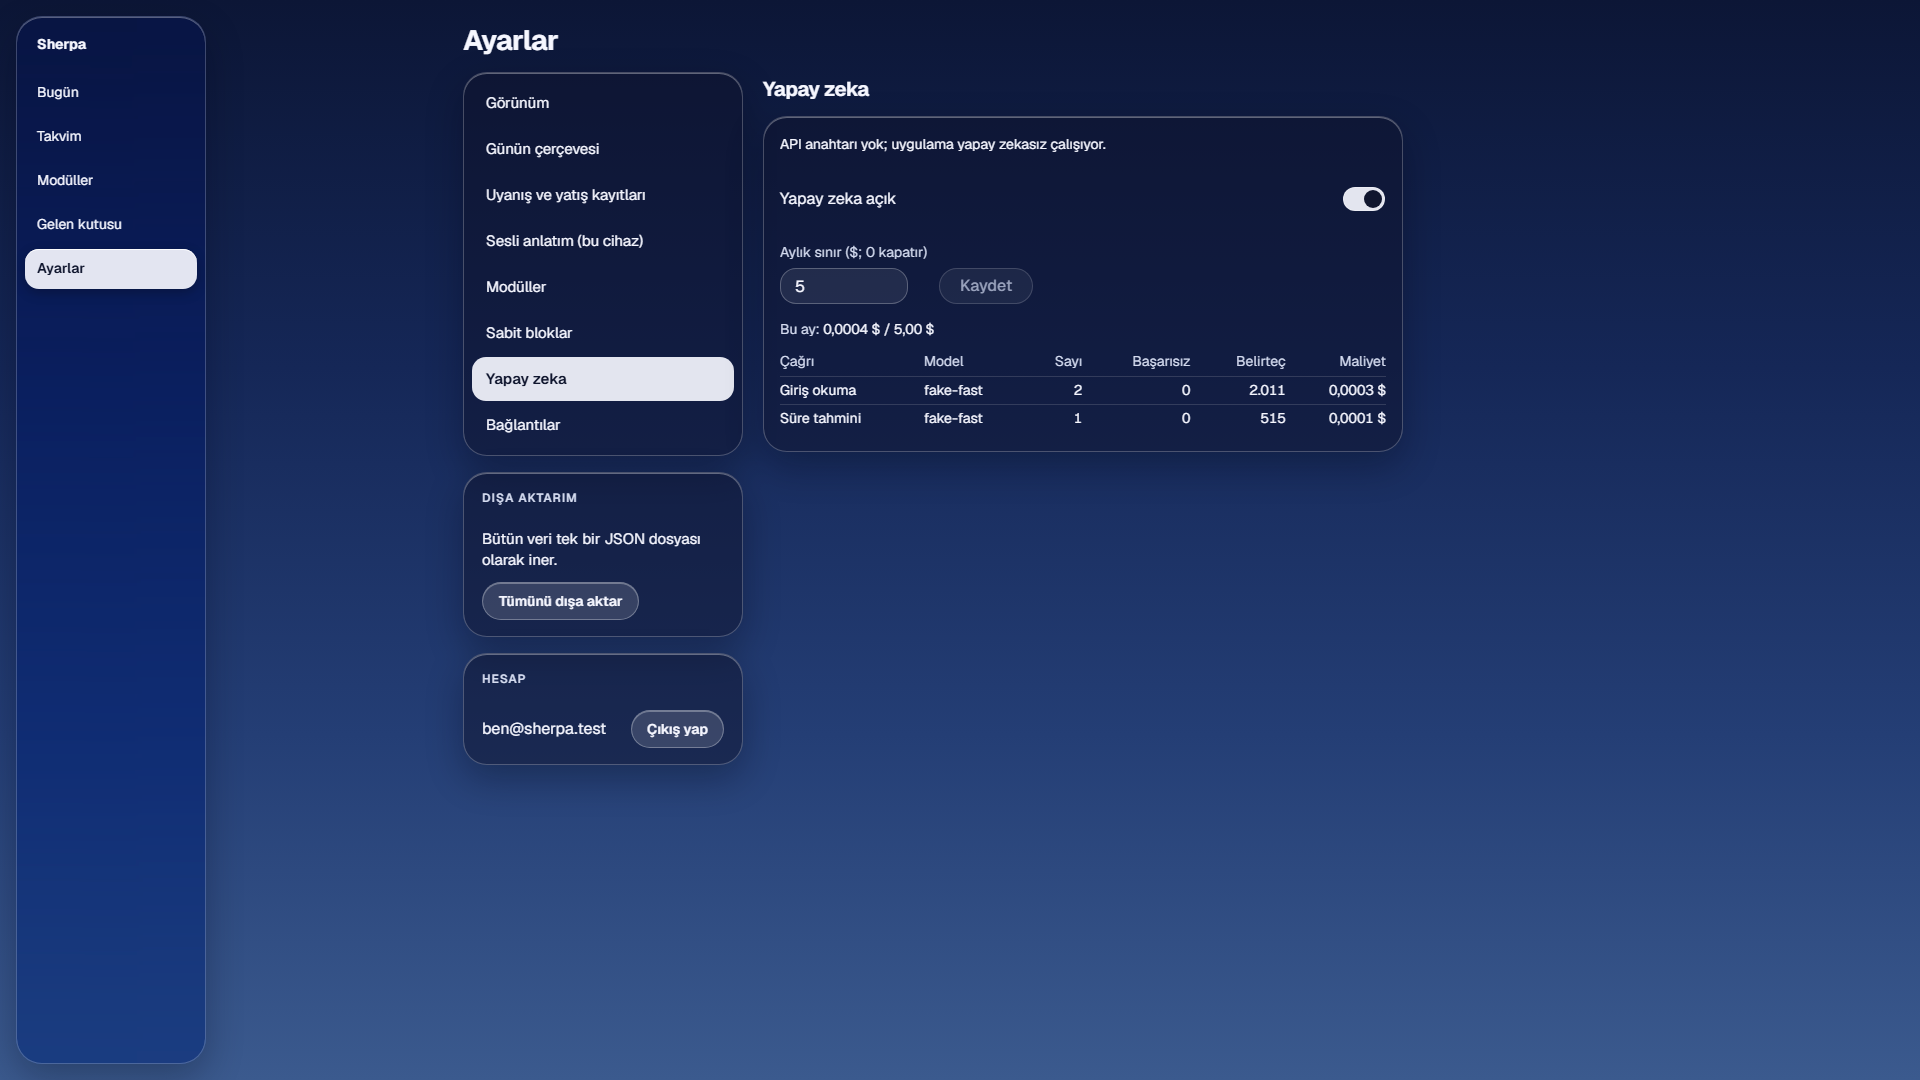 Sherpa
Bugün
Takvim
Modüller
Gelen kutusu
Ayarlar
Ayarlar
Görünüm
Günün çerçevesi
Uyanış ve yatış kayıtları
Sesli anlatım (bu cihaz)
Modüller
Sabit bloklar
Yapay zeka
Bağlantılar
DIŞA AKTARIM
Bütün veri tek bir JSON dosyası
olarak iner.
Tümünü dışa aktar
HESAP
ben@sherpa.test Çıkış yap
Yapay zeka
API anahtarı yok; uygulama yapay zekasız çalışıyor.
Yapay zeka açık
Aylık sınır ($; 0 kapatır)
5 Kaydet
Bu ay: 0,0004 $ / 5,00 $
Çağrı Model Sayı Başarısız Belirteç Maliyet
Giriş okuma fake-fast 2 0 2.011 0,0003 $
Süre tahmini fake-fast 1 0 515 0,0001 $